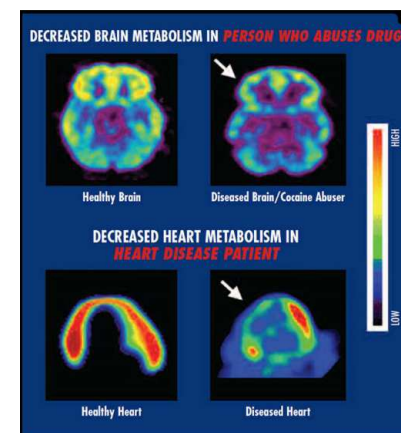 DECREASED BRAIN METABOLISM IN PERSON WHO ABUSES DRUG
Healthy Brain
Diseased Brain/Cocaine Abuser
DECREASED HEART METABOLISM IN
HEART DISEASE PATIENT
Healthy Heart
Diseased Heart
HIGH
LOW